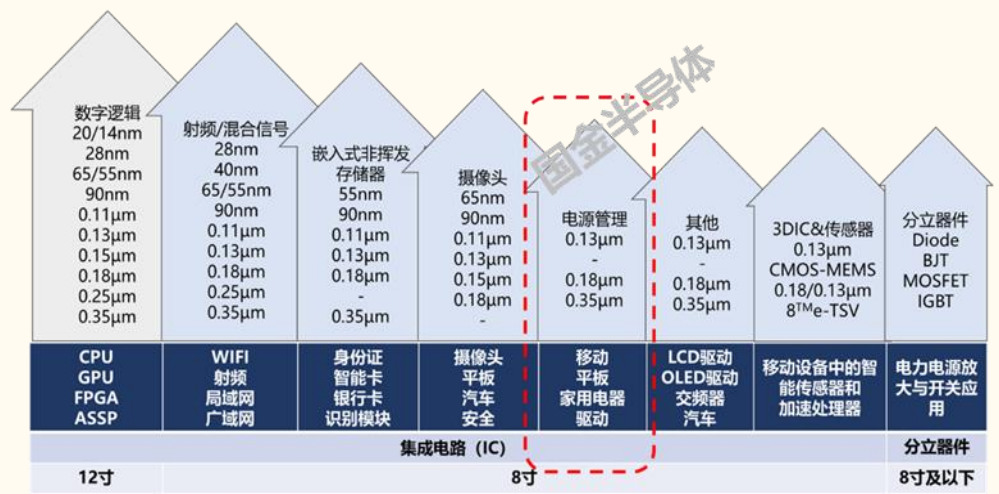 数字逻辑
20/14nm
28nm
65/55nm
90nm
0.11μm
0.13μm
0.15μm
0.18μm
0.25μm
0.35μm
射频/混合信号
28nm
40nm
65/55nm
90nm
0.11μm
0.13μm
0.18μm
0.25μm
0.35μm
嵌入式非挥发
存储器
55nm
90nm
0.11μm
0.13μm
0.18μm
-
0.35μm
摄像头
65nm
90nm
0.11μm
0.13μm
0.15μm
0.18μm
-
电源管理
0.13μm
-
0.18μm
0.35μm
其他
0.13μm
-
0.18μm
0.35μm
3DIC&传感器
0.13μm
CMOS-MEMS
0.18/0.13μm
8™e-TSV
分立器件
Diode
BJT
MOSFET
IGBT
国金半导体
CPU
GPU
FPGA
ASSP
WIFI
射频
局域网
广域网
身份证
智能卡
银行卡
识别模块
摄像头
平板
汽车
安全
移动
平板
家用电器
驱动
LCD驱动
OLED驱动
交频器
汽车
移动设备中的智
能传感器和
加速处理器
电力电源放
大与开关应
用
集成电路（IC）
分立器件
12寸
8寸
8寸及以下